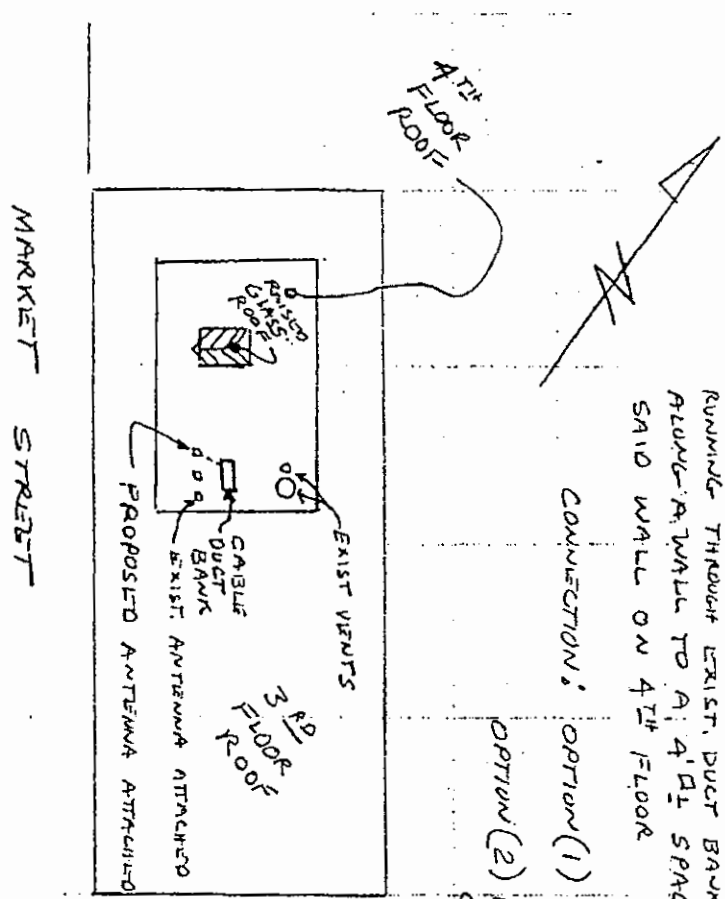 RUNNING THROUGH EXIST. DUCT BANK
ALONG A WALL TO A 4' SPAC
SAID WALL ON 4TH FLOOR
CONNECTION: OPTION (1)
OPTION (2)
4TH
FLOOR
ROOF
N
RAISED
GLASS
ROOF
EXIST VENTS
3RD
FLOOR
ROOF
CABLE
DUCT
BANK
EXIST. ANTENNA ATTACHED
PROPOSED ANTENNA ATTACHED
MARKET STREET